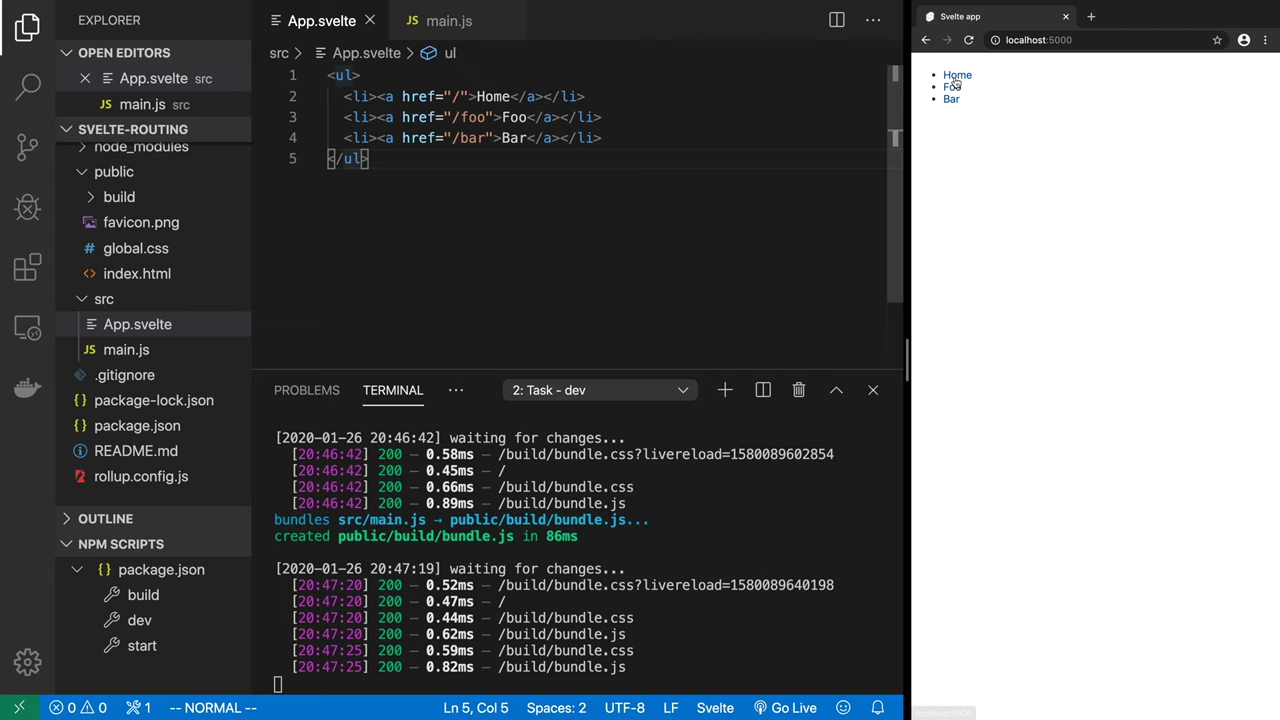 EXPLORER
OPEN EDITORS
App.svelte src
main.js src
SVELTE-ROUTING
node_modules
public
build
favicon.png
# global.css
<> index.html
src
App.svelte
JS main.js
.gitignore
{} package-lock.json
{} package.json
README.md
rollup.config.js
OUTLINE
NPM SCRIPTS
{} package.json
build
dev
start
App.svelte
JS main.js
src > App.svelte > ul
1 <ul>
2 <li><a href="/">Home</a></li>
3 <li><a href="/foo">Foo</a></li>
4 <li><a href="/bar">Bar</a></li>
5 </ul>
PROBLEMS TERMINAL ... 2: Task - dev
[2020-01-26 20:46:42] waiting for changes...
[20:46:42] 200 — 0.58ms — /build/bundle.css?livereload=1580089602854
[20:46:42] 200 — 0.45ms — /
[20:46:42] 200 — 0.66ms — /build/bundle.css
[20:46:42] 200 — 0.89ms — /build/bundle.js
bundles src/main.js → public/build/bundle.js...
created public/build/bundle.js in 86ms
[2020-01-26 20:47:19] waiting for changes...
[20:47:20] 200 — 0.52ms — /build/bundle.css?livereload=1580089640198
[20:47:20] 200 — 0.47ms — /
[20:47:20] 200 — 0.44ms — /build/bundle.css
[20:47:20] 200 — 0.62ms — /build/bundle.js
[20:47:25] 200 — 0.59ms — /build/bundle.css
[20:47:25] 200 — 0.82ms — /build/bundle.js
0 0 1 -- NORMAL -- Ln 5, Col 5 Spaces: 2 UTF-8 LF Svelte Go Live
Svelte app
localhost:5000
Home
Foo
Bar
localhost:5000